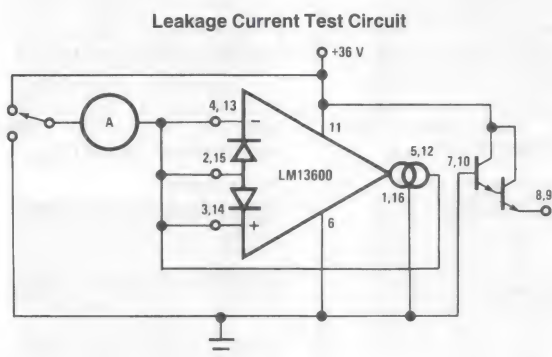 Leakage Current Test Circuit
+36 V
4, 13
11
A
5,12
2,15
LM13600
7,10
1,16
3,14
6
8,9